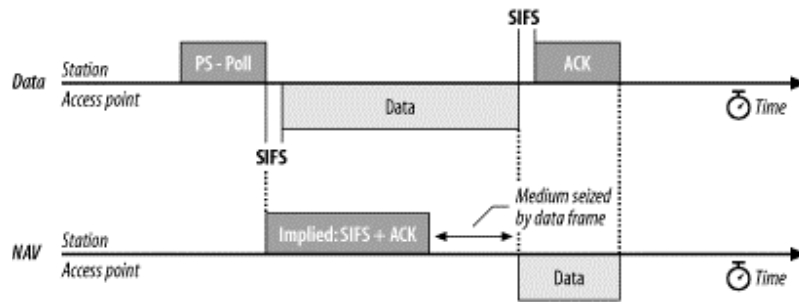 SIFS
PS - Poll
ACK
Station
Data
Access point
Data
Time
SIFS
Medium seized
by data frame
Implied: SIFS + ACK
Station
NAV
Access point
Data
Time